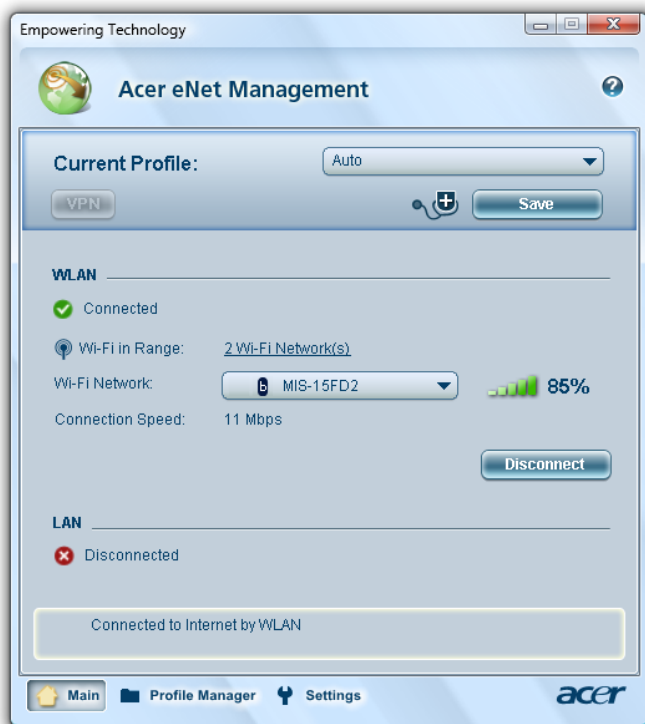 Empowering Technology
Acer eNet Management
Current Profile:
Auto
VPN
Save
WLAN
Connected
Wi-Fi in Range:
2 Wi-Fi Network(s)
Wi-Fi Network:
b MIS-15FD2
85%
Connection Speed:
11 Mbps
Disconnect
LAN
Disconnected
Connected to Internet by WLAN
Main Profile Manager Settings
acer